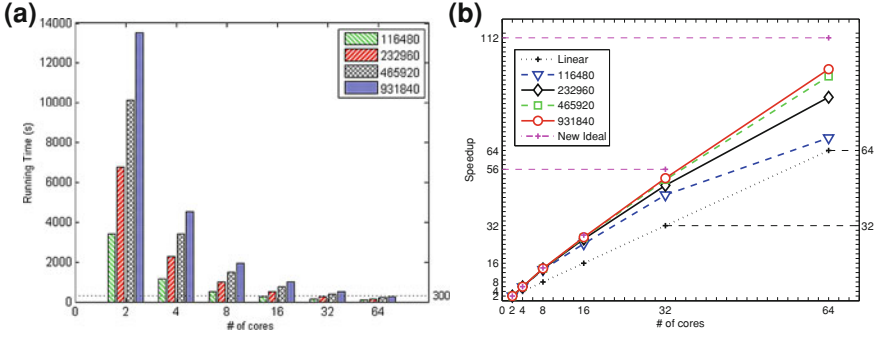 (a)
14000
12000
10000
8000
6000
4000
2000
0
Running Time (s)
116480
232960
465920
931840
300
0 2 4 8 16 32 64
# of cores
(b)
112
64
56
32
16
8
4
2
Speedup
Linear
116480
232960
465920
931840
New Ideal
64
32
0 2 4 8 16 32 64
# of cores